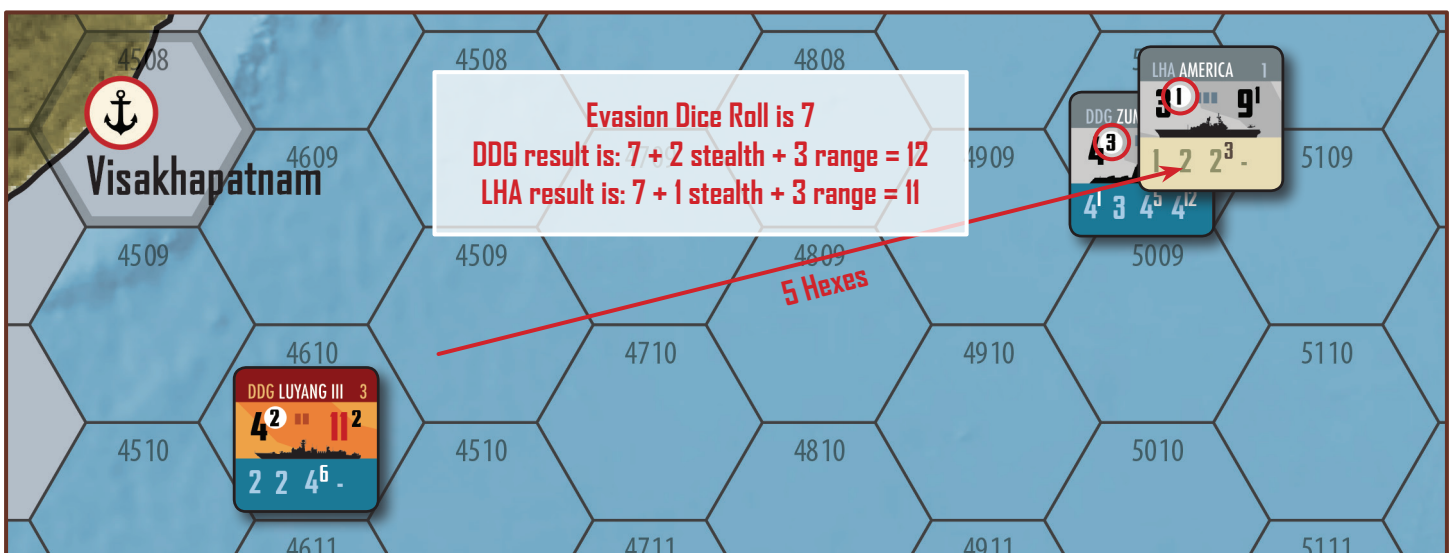 4508
4508
4808
LHA AMERICA 1
3 1 9 1
1 2 2 3 -
DDG ZUM
4 3
4 1 3 4 5 4 12
Evasion Dice Roll is 7
DDG result is: 7 + 2 stealth + 3 range = 12
LHA result is: 7 + 1 stealth + 3 range = 11
4609
4909
5109
Visakhapatnam
4509
4509
4809
5009
5 Hexes
4610
4710
4910
5110
DDG LUYANG III 3
4 2 11 2
2 2 4 6 -
4510
4510
4810
5010
4611
4711
4911
5111